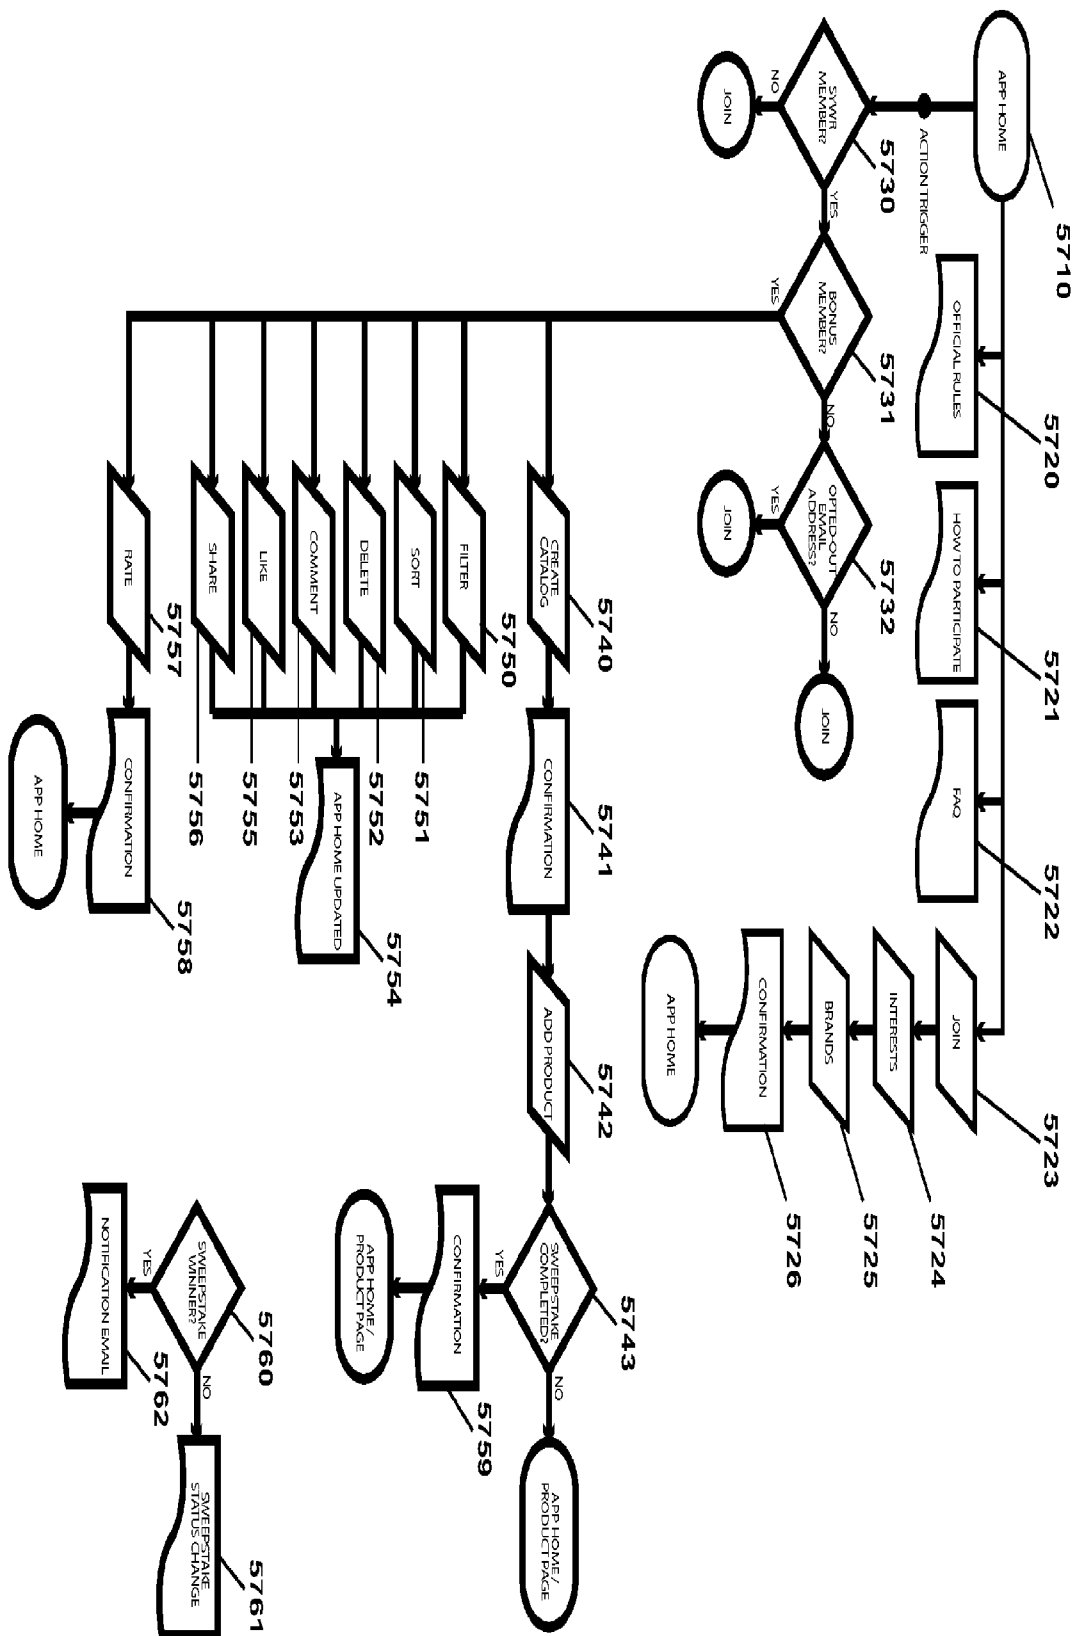 5710
APP HOME
5720
5721
5722
5723
ACTION TRIGGER
OFFICIAL RULES
HOW TO PARTICIPATE
FAQ
JOIN
5724
INTERESTS
5725
BRANDS
5726
CONFIRMATION
APP HOME
5730
SYWR
MEMBER?
YES
NO
JOIN
5731
BONUS
MEMBER?
NO
YES
5732
OPTED-OUT
EMAIL
ADDRESS?
NO
YES
JOIN
JOIN
5740
CREATE
CATALOG
5741
CONFIRMATION
5742
ADD PRODUCT
5743
SWEEPSTAKE
COMPLETED?
NO
YES
APP HOME /
PRODUCT PAGE
5759
CONFIRMATION
APP HOME /
PRODUCT PAGE
5750
FILTER
5751
SORT
5752
DELETE
5753
COMMENT
5755
LIKE
5756
SHARE
5754
APP HOME UPDATED
5757
RATE
5758
CONFIRMATION
APP HOME
5760
SWEEPSTAKE
WINNER?
NO
YES
5761
SWEEPSTAKE
STATUS CHANGE
5762
NOTIFICATION EMAIL